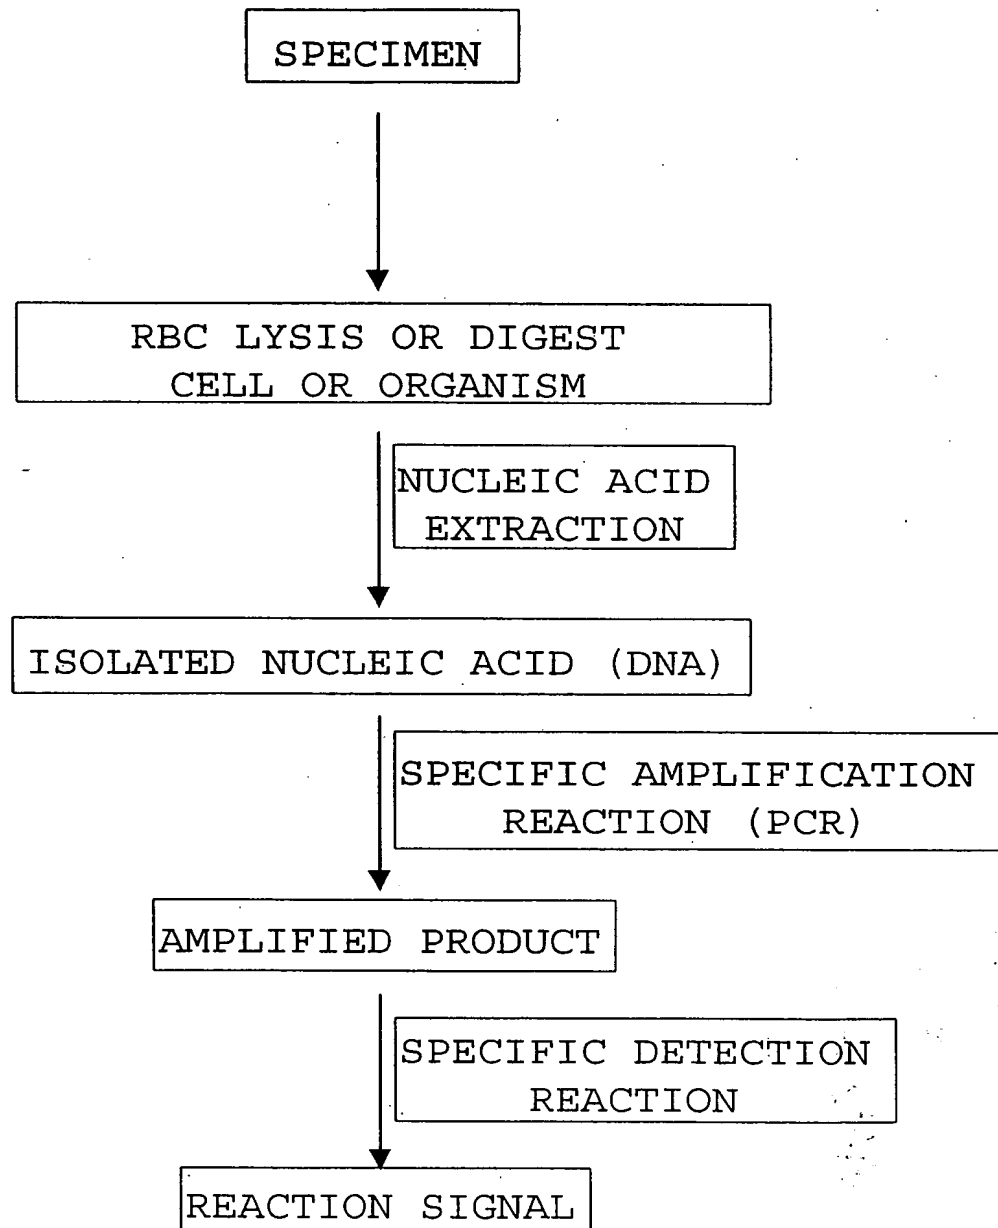 SPECIMEN
RBC LYSIS OR DIGEST
CELL OR ORGANISM
NUCLEIC ACID
EXTRACTION
ISOLATED NUCLEIC ACID (DNA)
SPECIFIC AMPLIFICATION
REACTION (PCR)
AMPLIFIED PRODUCT
SPECIFIC DETECTION
REACTION
REACTION SIGNAL